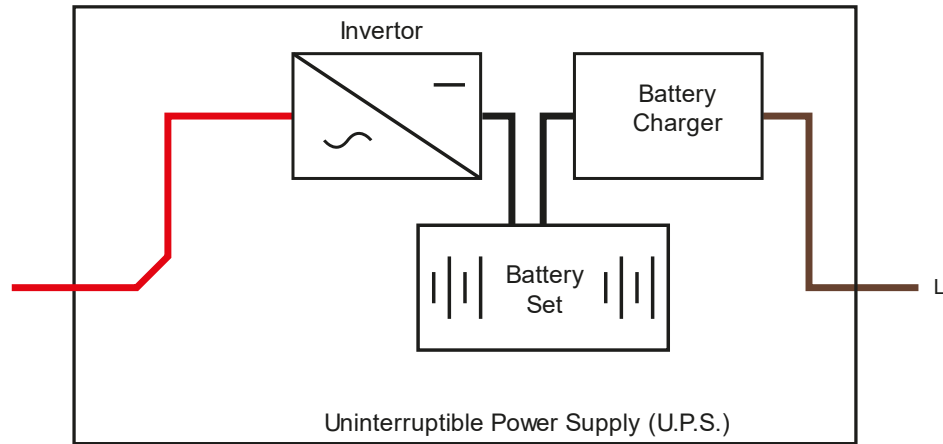 Invertor
Battery
Charger
Battery
Set
L
Uninterruptible Power Supply (U.P.S.)